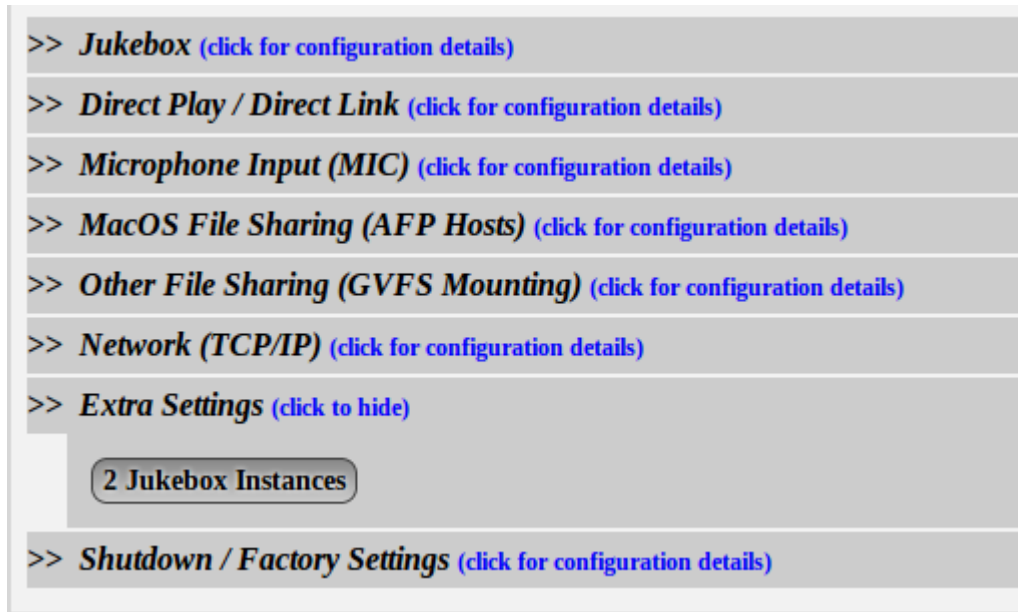 >> Jukebox (click for configuration details)
>> Direct Play / Direct Link (click for configuration details)
>> Microphone Input (MIC) (click for configuration details)
>> MacOS File Sharing (AFP Hosts) (click for configuration details)
>> Other File Sharing (GVFS Mounting) (click for configuration details)
>> Network (TCP/IP) (click for configuration details)
>> Extra Settings (click to hide)
2 Jukebox Instances
>> Shutdown / Factory Settings (click for configuration details)